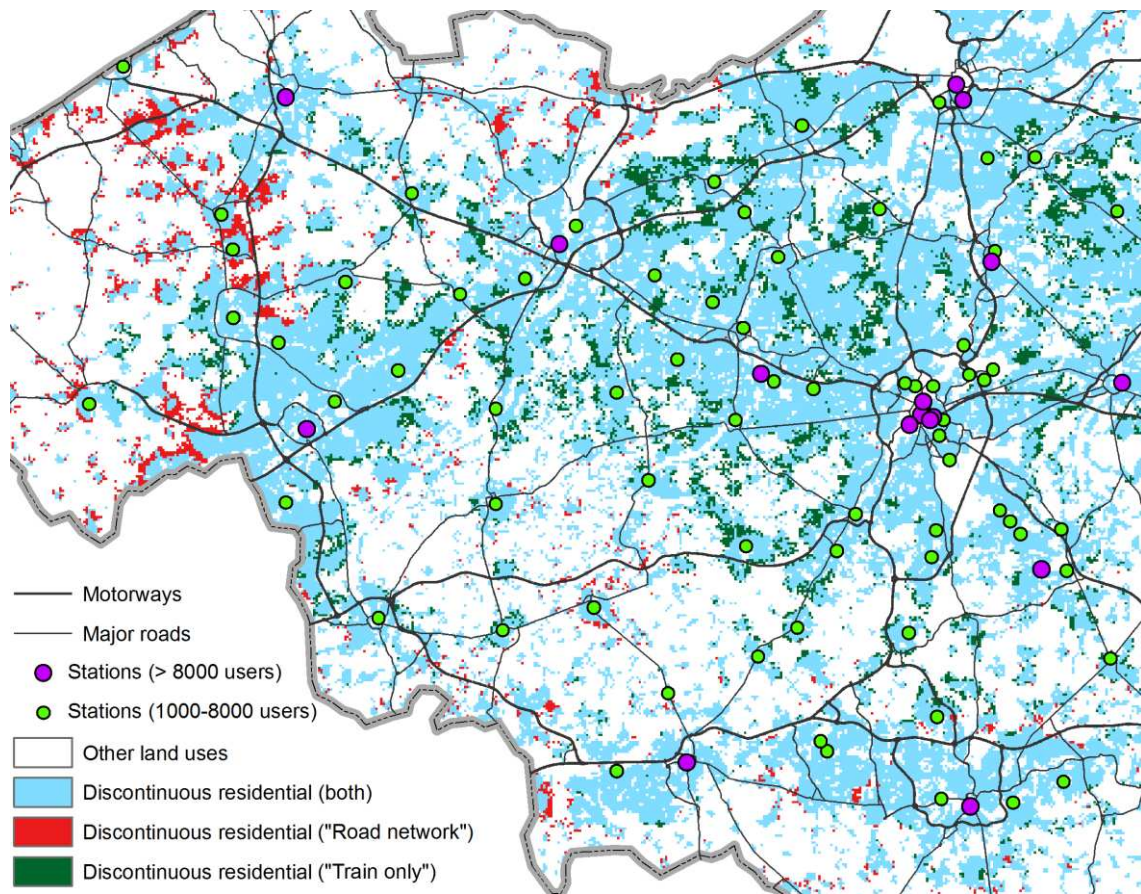 Motorways
Major roads
Stations (> 8000 users)
Stations (1000-8000 users)
Other land uses
Discontinuous residential (both)
Discontinuous residential ("Road network")
Discontinuous residential ("Train only")